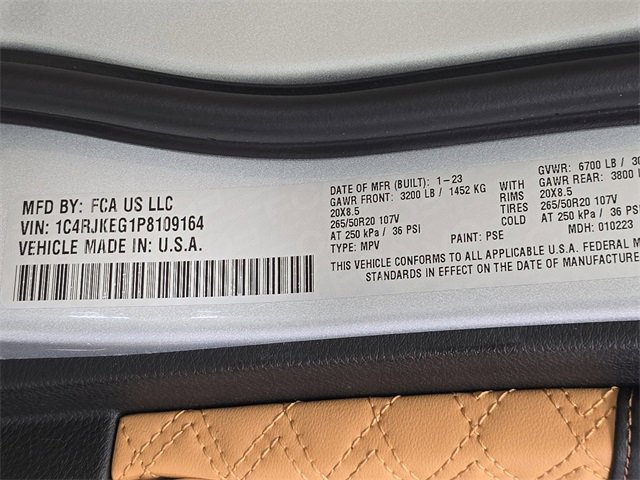 MFD BY: FCA US LLC
VIN: 1C4RJKEG1P8109164
VEHICLE MADE IN: U.S.A.
DATE OF MFR (BUILT): 1-23
GAWR FRONT: 3200 LB / 1452 KG
20X8.5
265/50R20 107V
AT 250 kPa / 36 PSI
TYPE: MPV
PAINT: PSE
WITH
RIMS
TIRES
COLD
GVWR: 6700 LB / 30
GAWR REAR: 3800 L
20X8.5
265/50R20 107V
AT 250 kPa / 36 PSI
MDH: 010223
THIS VEHICLE CONFORMS TO ALL APPLICABLE U.S.A. FEDERAL M
STANDARDS IN EFFECT ON THE DATE OF MANUFACTURE